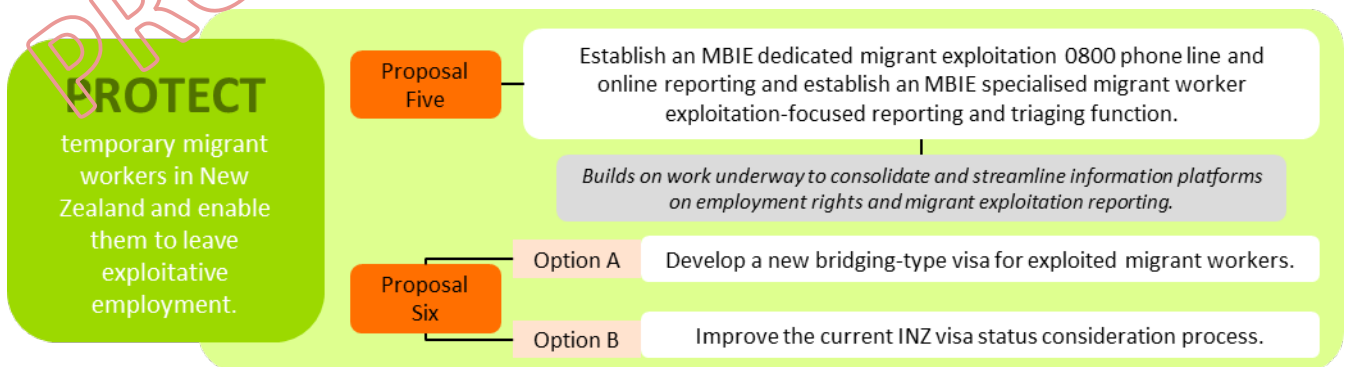 PRO
PROTECT
temporary migrant
workers in New
Zealand and enable
them to leave
exploitative
employment.
Proposal
Five
Establish an MBIE dedicated migrant exploitation 0800 phone line and
online reporting and establish an MBIE specialised migrant worker
exploitation-focused reporting and triaging function.
Builds on work underway to consolidate and streamline information platforms
on employment rights and migrant exploitation reporting.
Proposal
Six
Option A
Develop a new bridging-type visa for exploited migrant workers.
Option B
Improve the current INZ visa status consideration process.